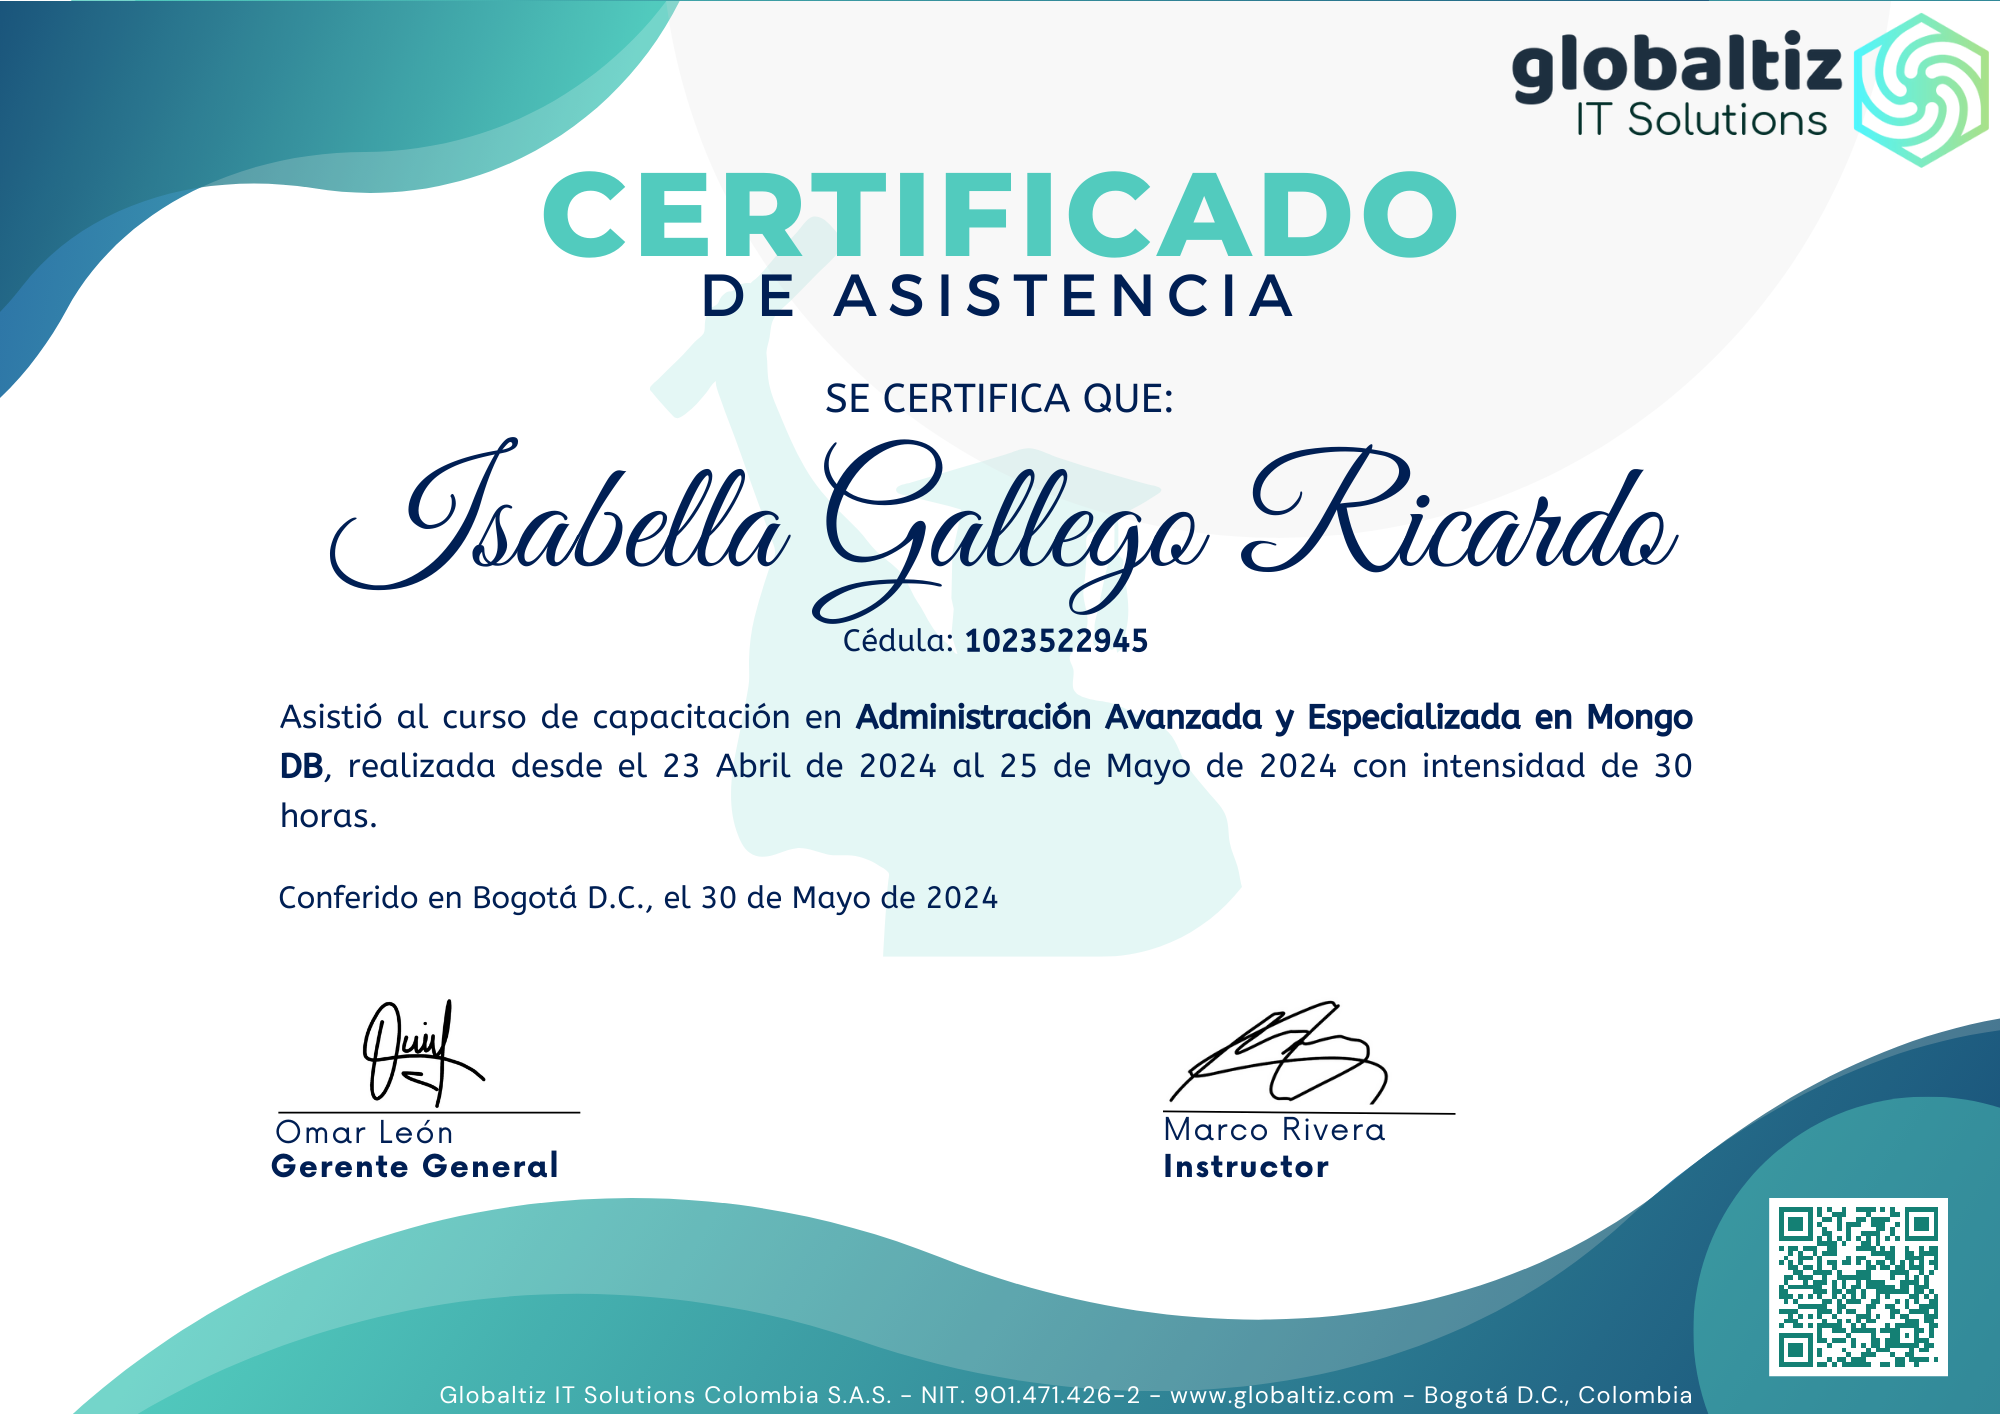 globaltiz
IT Solutions
CERTIFICADO
DE ASISTENCIA
SE CERTIFICA QUE:
Isabella Gallego Ricardo
Cédula: 1023522945
Asistió al curso de capacitación en Administración Avanzada y Especializada en Mongo
DB, realizada desde el 23 Abril de 2024 al 25 de Mayo de 2024 con intensidad de 30
horas.
Conferido en Bogotá D.C., el 30 de Mayo de 2024
Omar León
Gerente General
Marco Rivera
Instructor
Globaltiz IT Solutions Colombia S.A.S. - NIT. 901.471.426-2 - www.globaltiz.com - Bogotá D.C., Colombia